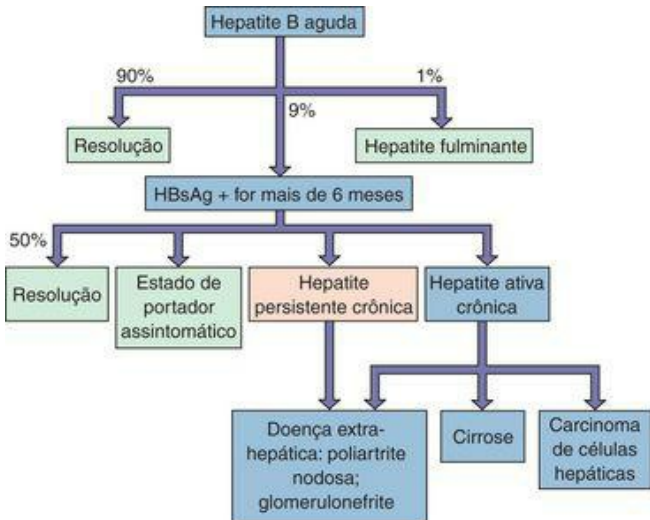 Hepatite B aguda
90%
1%
9%
Resolução
Hepatite fulminante
HBsAg + for mais de 6 meses
50%
Resolução
Estado de
portador
assintomático
Hepatite
persistente crônica
Hepatite ativa
crônica
Doença extra-
hepática: poliartrite
nodosa;
glomerulonefrite
Cirrose
Carcinoma
de células
hepáticas